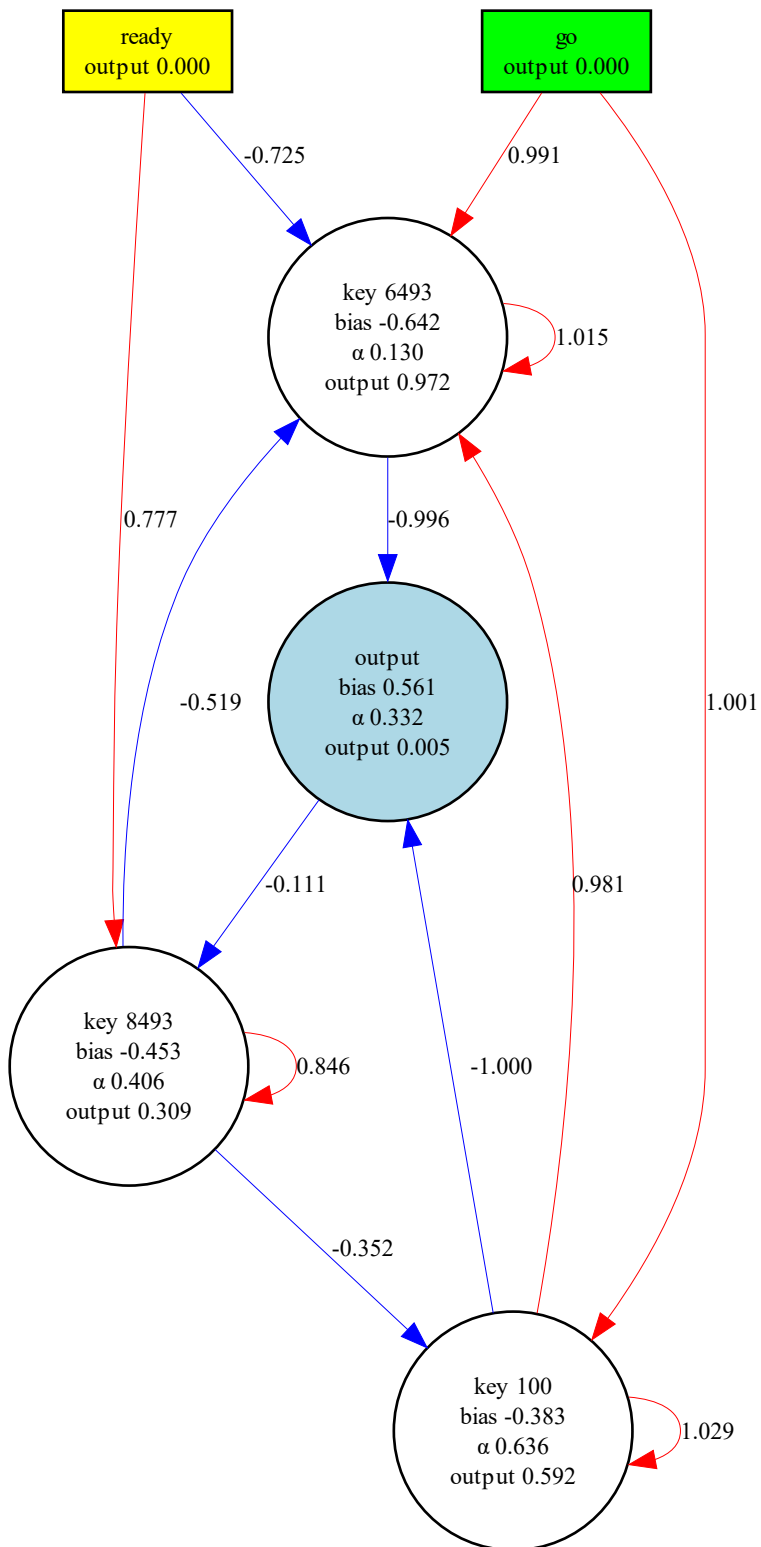 ready
output 0.000
go
output 0.000
-0.725
0.991
key 6493
bias -0.642
α 0.130
output 0.972
1.015
0.777
-0.996
-0.519
output
bias 0.561
α 0.332
output 0.005
1.001
-0.111
0.981
key 8493
bias -0.453
α 0.406
output 0.309
0.846
-1.000
-0.352
key 100
bias -0.383
α 0.636
output 0.592
1.029